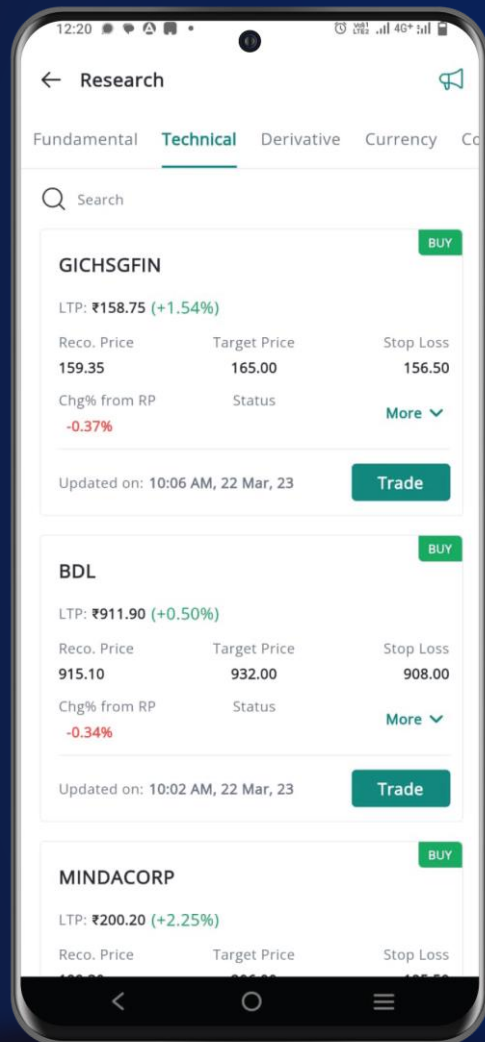 12:20
4G+
Research
Fundamental Technical Derivative Currency Co
Search
BUY
GICHSGFIN
LTP: ₹158.75 (+1.54%)
Reco. Price Target Price Stop Loss
159.35 165.00 156.50
Chg% from RP Status
More
-0.37%
Updated on: 10:06 AM, 22 Mar, 23 Trade
BUY
BDL
LTP: ₹911.90 (+0.50%)
Reco. Price Target Price Stop Loss
915.10 932.00 908.00
Chg% from RP Status
More
-0.34%
Updated on: 10:02 AM, 22 Mar, 23 Trade
BUY
MINDACORP
LTP: ₹200.20 (+2.25%)
Reco. Price Target Price Stop Loss